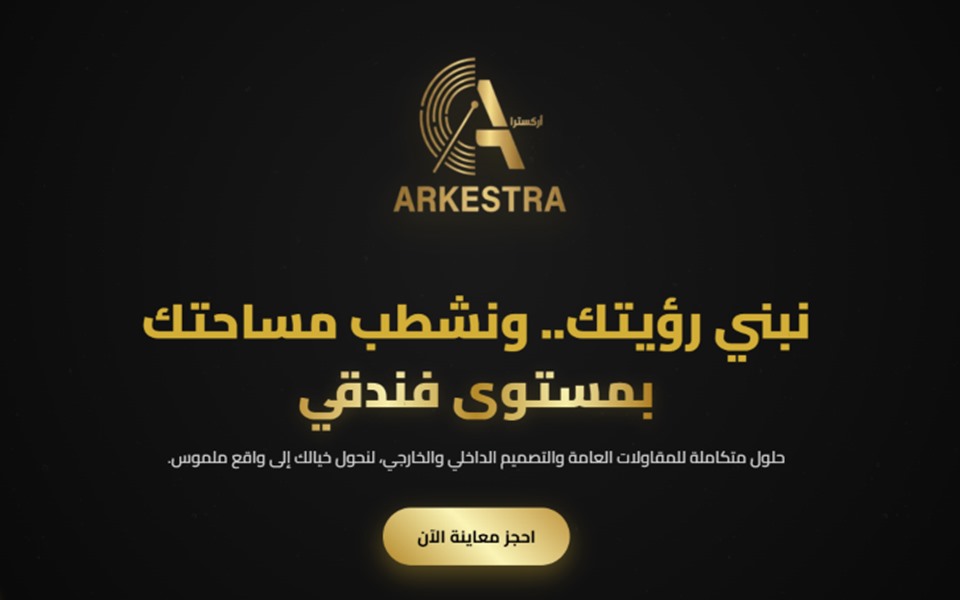 أركسترا
ARKESTRA
نبني رؤيتك.. ونشطب مساحتك
بمستوى فندقي
حلول متكاملة للمقاولات العامة والتصميم الداخلي والخارجي، لنحول خيالك إلى واقع ملموس.
احجز معاينة الآن